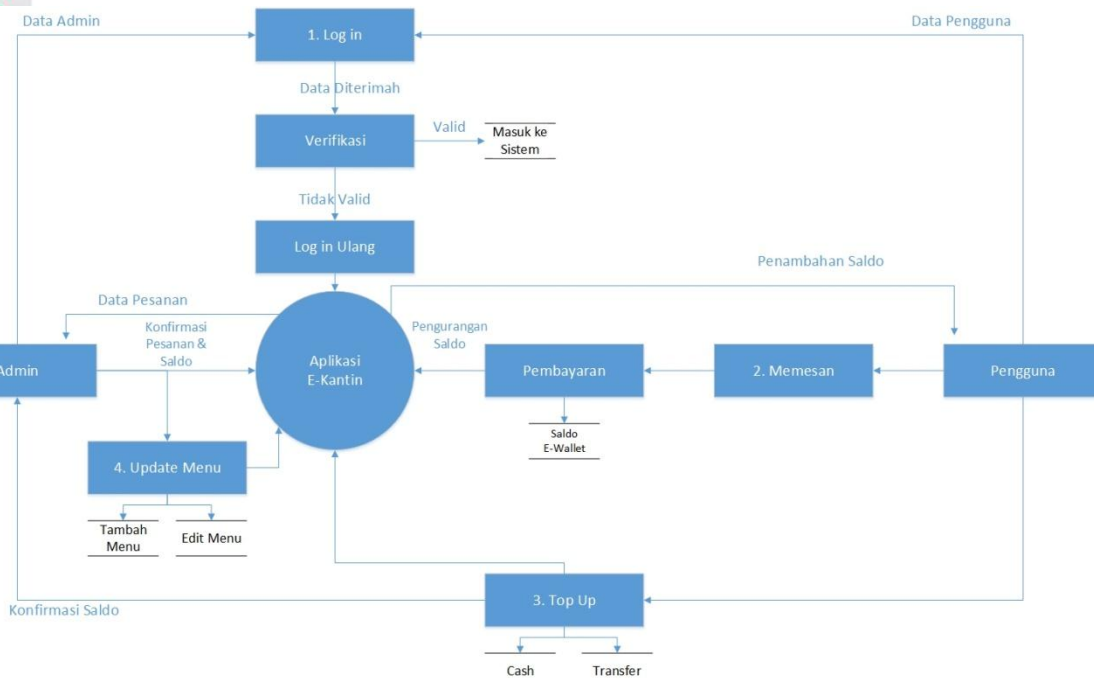 Data Admin
Data Pengguna
1. Log in
Data Diterimah
Verifikasi
Valid
Masuk ke
Sistem
Tidak Valid
Log in Ulang
Penambahan Saldo
Data Pesanan
Konfirmasi
Pesanan &
Saldo
Pengurangan
Saldo
Admin
Aplikasi
E-Kantin
Pembayaran
2. Memesan
Pengguna
Saldo
E-Wallet
4. Update Menu
Tambah
Menu
Edit Menu
3. Top Up
Konfirmasi Saldo
Cash
Transfer